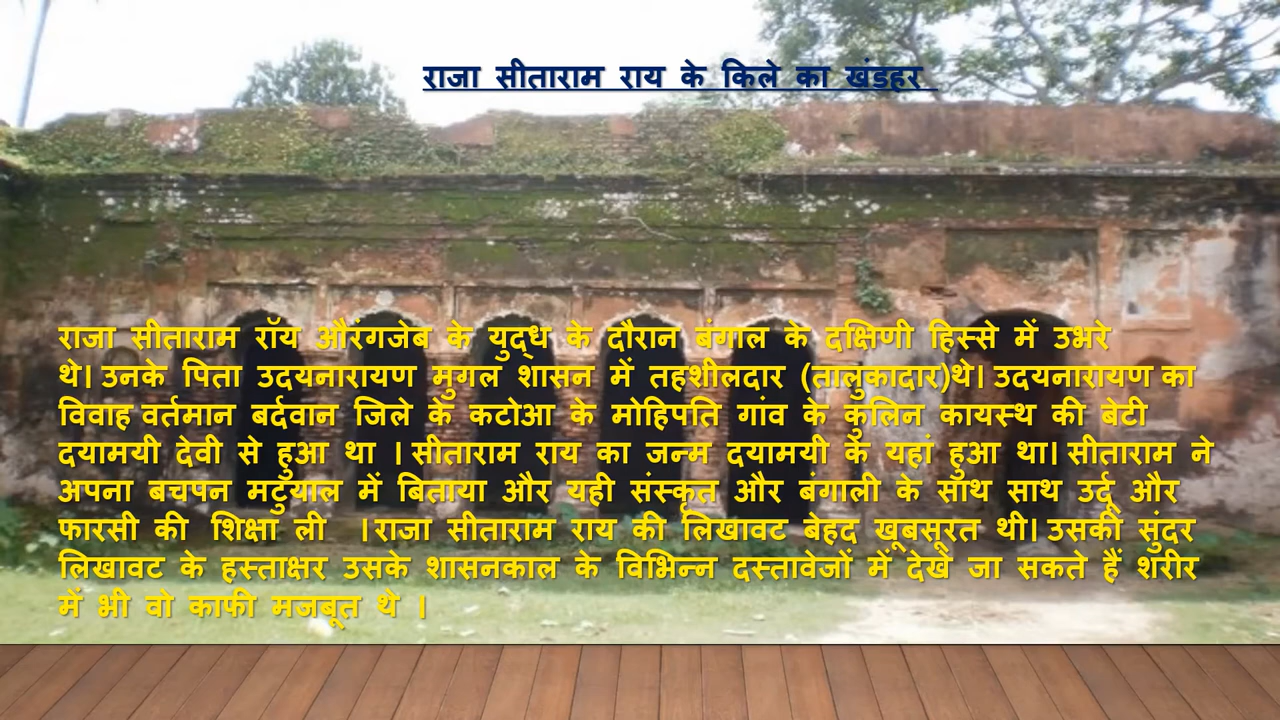 राजा सीताराम राय के किले का खंडहर
राजा सीताराम रॉय औरंगजेब के युद्ध के दौरान बंगाल के दक्षिणी हिस्से में उभरे
थे। उनके पिता उदयनारायण मुगल शासन में तहशीलदार (तालुकादार)थे। उदयनारायण का
विवाह वर्तमान बर्दवान जिले के कटोआ के मोहिपति गांव के कुलिन कायस्थ की बेटी
दयामयी देवी से हुआ था । सीताराम राय का जन्म दयामयी के यहां हुआ था। सीताराम ने
अपना बचपन मटुयाल में बिताया और यही संस्कृत और बंगाली के साथ साथ उर्दू और
फारसी की शिक्षा ली । राजा सीताराम राय की लिखावट बेहद खूबसूरत थी। उसकी सुंदर
लिखावट के हस्ताक्षर उसके शासनकाल के विभिन्न दस्तावेजों में देखे जा सकते हैं शरीर
में भी वो काफी मजबूत थे ।